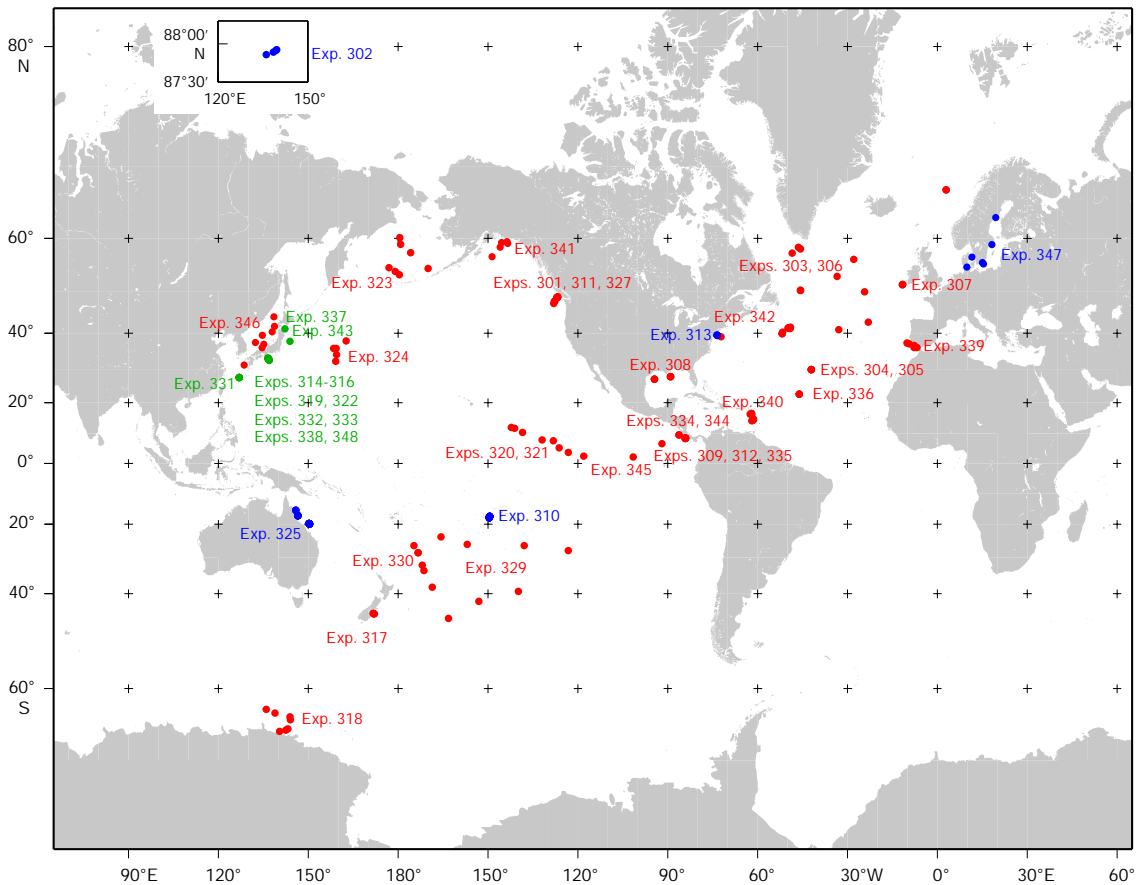 88°00′
N
87°30′
120°E
150°
Exp. 302
80°
N
60°
40°
20°
0°
20°
40°
60°
S
Exp. 341
Exps. 303, 306
Exp. 347
Exp. 323
Exps. 301, 311, 327
Exp. 307
Exp. 337
Exp. 346
Exp. 343
Exp. 342
Exp. 313
Exp. 339
Exp. 324
Exp. 308
Exps. 304, 305
Exp. 331
Exps. 314-316
Exps. 319, 322
Exps. 332, 333
Exps. 338, 348
Exp. 336
Exp. 340
Exps. 334, 344
Exps. 320, 321
Exp. 345
Exps. 309, 312, 335
Exp. 310
Exp. 325
Exp. 330
Exp. 329
Exp. 317
Exp. 318
90°E
120°
150°
180°
150°
120°
90°
60°
30°W
0°
30°E
60°